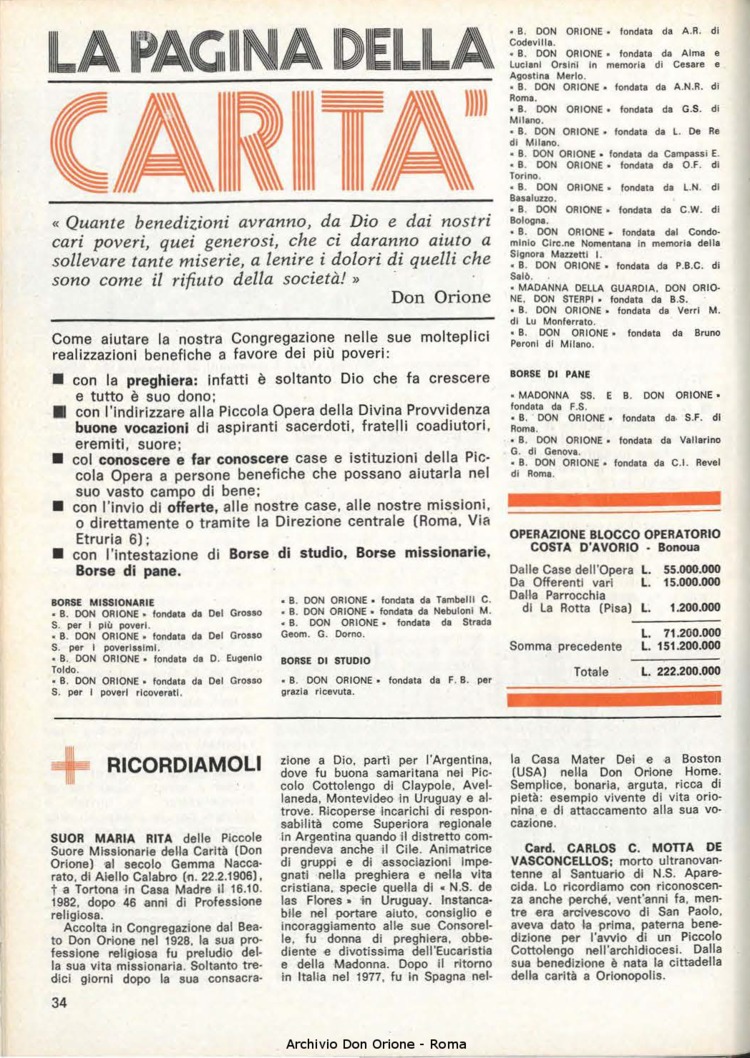 LA PAGINA DELLA
CARITA'
« Quante benedizioni avranno, da Dio e dai nostri
cari poveri, quei generosi, che ci daranno aiuto a
sollevare tante miserie, a lenire i dolori di quelli che
sono come il rifiuto della società! »
Don Orione
Come aiutare la nostra Congregazione nelle sue molteplici
realizzazioni benefiche a favore dei più poveri:
■ con la preghiera: infatti è soltanto Dio che fa crescere
e tutto è suo dono;
■ con l'indirizzare alla Piccola Opera della Divina Provvidenza
buone vocazioni di aspiranti sacerdoti, fratelli coadiutori,
eremiti, suore;
■ col conoscere e far conoscere case e istituzioni della Pic-
cola Opera a persone benefiche che possano aiutarla nel
suo vasto campo di bene;
■ con l'invio di offerte, alle nostre case, alle nostre missioni,
o direttamente o tramite la Direzione centrale (Roma, Via
Etruria 6);
■ con l'intestazione di Borse di studio, Borse missionarie,
Borse di pane.
BORSE MISSIONARIE
« B. DON ORIONE » fondata da Del Grosso
S. per i più poveri.
« B. DON ORIONE » fondata da Del Grosso
S. per i poverissimi.
« B. DON ORIONE » fondata da D. Eugenio
Toldo.
« B. DON ORIONE » fondata da Del Grosso
S. per i poveri ricoverati.
« B. DON ORIONE » fondata da Tambelli C.
« B. DON ORIONE » fondata da Nebuloni M.
« B. DON ORIONE » fondata da Strada
Geom. G. Dorno.
BORSE DI STUDIO
« B. DON ORIONE » fondata da F.B. per
grazia ricevuta.
« B. DON ORIONE » fondata da A.R. di
Codevilla.
« B. DON ORIONE » fondata da Alma e
Luciani Orsini in memoria di Cesare e
Agostina Merlo.
« B. DON ORIONE » fondata da A.N.R. di
Roma.
« B. DON ORIONE » fondata da G.S. di
Milano.
« B. DON ORIONE » fondata da L. De Re
di Milano.
« B. DON ORIONE » fondata da Campassi E.
« B. DON ORIONE » fondata da O.F. di
Torino.
« B. DON ORIONE » fondata da L.N. di
Basaluzzo.
« B. DON ORIONE » fondata da C.W. di
Bologna.
« B. DON ORIONE » fondata dal Condo-
minio Circ.ne Nomentana in memoria della
Signora Mazzetti I.
« B. DON ORIONE » fondata da P.B.C. di
Salò.
« MADANNA DELLA GUARDIA, DON ORIO-
NE, DON STERPI » fondata da B.S.
« B. DON ORIONE » fondata da Verri M.
di Lu Monferrato.
« B. DON ORIONE » fondata da Bruno
Peroni di Milano.
BORSE DI PANE
« MADONNA SS. E B. DON ORIONE »
fondata da F.S.
« B. DON ORIONE » fondata da S.F. di
Roma.
« B. DON ORIONE » fondata da Vallarino
G. di Genova.
« B. DON ORIONE » fondata da C.I. Revel
di Roma.
OPERAZIONE BLOCCO OPERATORIO
COSTA D'AVORIO - Bonoua
Dalle Case dell'Opera L. 55.000.000
Da Offerenti vari L. 15.000.000
Dalla Parrocchia
di La Rotta (Pisa) L. 1.200.000
L. 71.200.000
Somma precedente L. 151.200.000
Totale L. 222.200.000
RICORDIAMOLI
SUOR MARIA RITA delle Piccole
Suore Missionarie della Carità (Don
Orione) al secolo Gemma Nacca-
rato, di Aiello Calabro (n. 22.2.1906),
† a Tortona in Casa Madre il 16.10.
1982, dopo 46 anni di Professione
religiosa.
Accolta in Congregazione dal Bea-
to Don Orione nel 1928, la sua pro-
fessione religiosa fu preludio del-
la sua vita missionaria. Soltanto tre-
dici giorni dopo la sua consacra-
zione a Dio, partì per l'Argentina,
dove fu buona samaritana nei Pic-
colo Cottolengo di Claypole, Avel-
laneda, Montevideo in Uruguay e al-
trove. Ricoperse incarichi di respon-
sabilità come Superiora regionale
in Argentina quando il distretto com-
prendeva anche il Cile. Animatrice
di gruppi e di associazioni impe-
gnati nella preghiera e nella vita
cristiana, specie quella di « N.S. de
las Flores » in Uruguay. Instanca-
bile nel portare aiuto, consiglio e
incoraggiamento alle sue Consorel-
le, fu donna di preghiera, obbe-
diente e divotissima dell'Eucaristia
e della Madonna. Dopo il ritorno
in Italia nel 1977, fu in Spagna nel-
la Casa Mater Dei e a Boston
(USA) nella Don Orione Home.
Semplice, bonaria, arguta, ricca di
pietà: esempio vivente di vita orio-
nina e di attaccamento alla sua vo-
cazione.
Card. CARLOS C. MOTTA DE
VASCONCELLOS; morto ultranovan-
tenne al Santuario di N.S. Apare-
cida. Lo ricordiamo con riconoscen-
za anche perché, vent'anni fa, men-
tre era arcivescovo di San Paolo,
aveva dato la prima, paterna bene-
dizione per l'avvio di un Piccolo
Cottolengo nell'archidiocesi. Dalla
sua benedizione è nata la cittadella
della carità a Orionopolis.
34
Archivio Don Orione - Roma